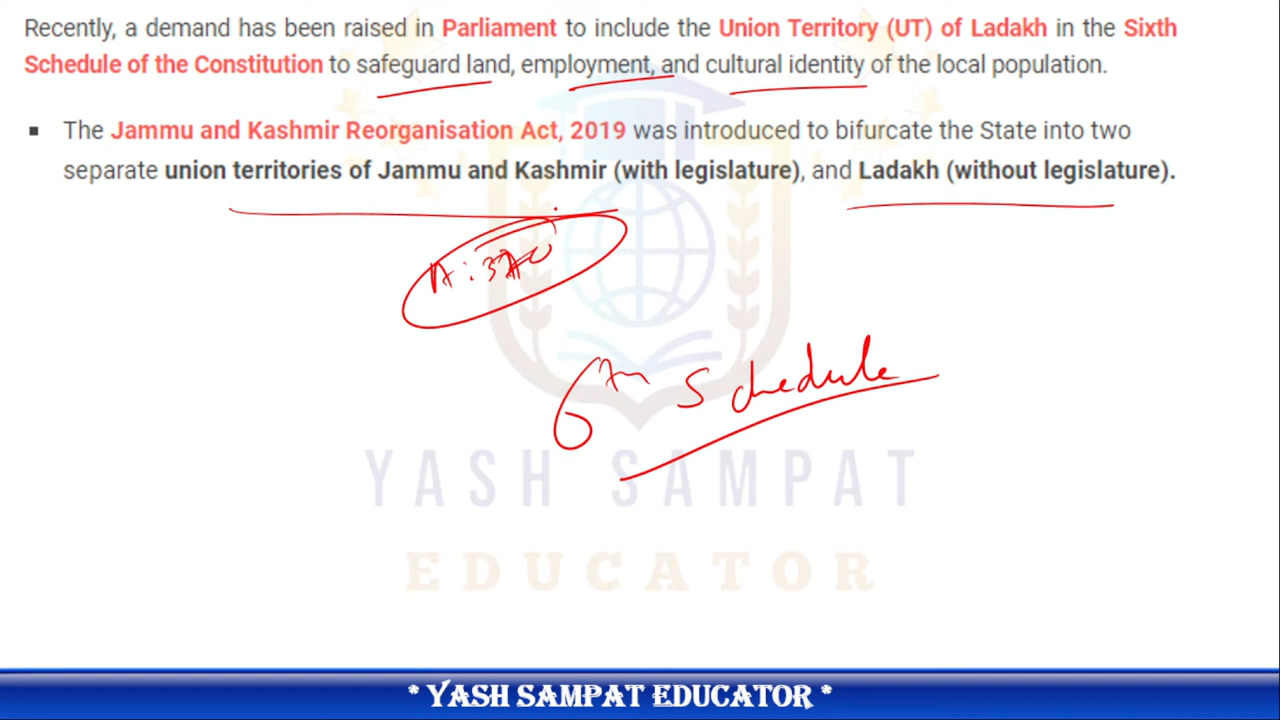 Recently, a demand has been raised in Parliament to include the Union Territory (UT) of Ladakh in the Sixth
Schedule of the Constitution to safeguard land, employment, and cultural identity of the local population.
▪ The Jammu and Kashmir Reorganisation Act, 2019 was introduced to bifurcate the State into two
separate union territories of Jammu and Kashmir (with legislature), and Ladakh (without legislature).
A: 370
6th Schedule
YASH SAMPAT
EDUCATOR
* YASH SAMPAT EDUCATOR *